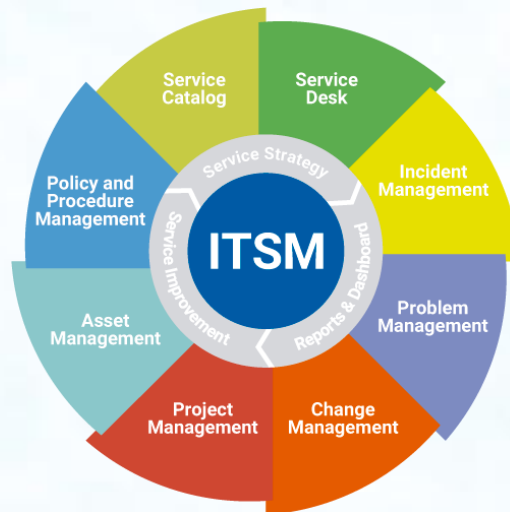 Service
Catalog
Service
Desk
Incident
Management
Problem
Management
Change
Management
Project
Management
Asset
Management
Policy and
Procedure
Management
Service Strategy
Reports & Dashboard
Service Improvement
ITSM